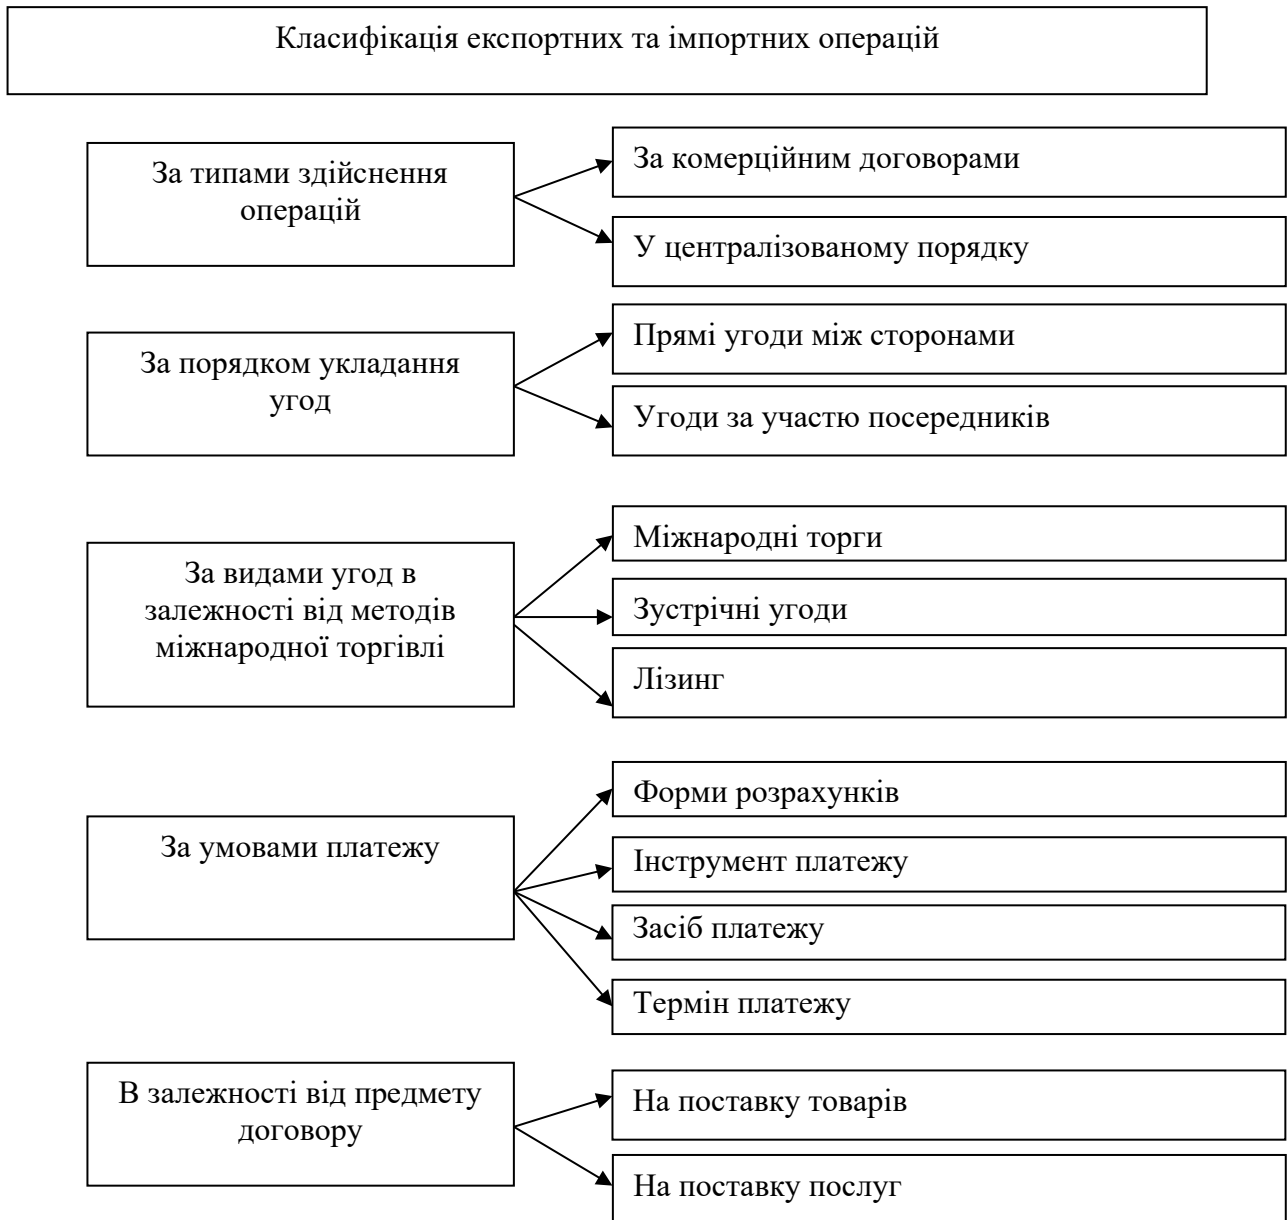 Класифікація експортних та імпортних операцій
За типами здійснення
операцій
За комерційним договорами
У централізованому порядку
За порядком укладання
угод
Прямі угоди між сторонами
Угоди за участю посередників
За видами угод в
залежності від методів
міжнародної торгівлі
Міжнародні торги
Зустрічні угоди
Лізинг
За умовами платежу
Форми розрахунків
Інструмент платежу
Засіб платежу
Термін платежу
В залежності від предмету
договору
На поставку товарів
На поставку послуг